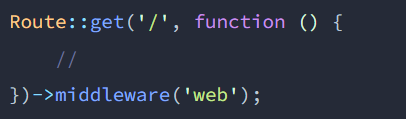 Route::get('/', function () {
    //
})->middleware('web');